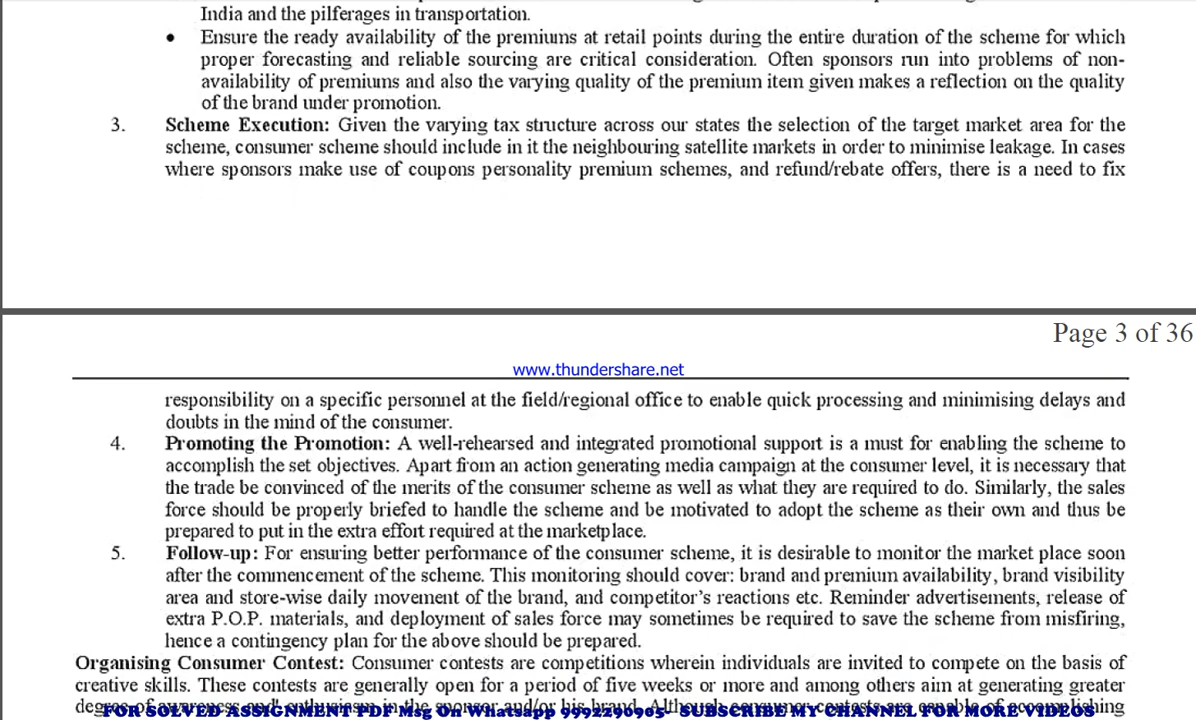 India and the pilferages in transportation.
• Ensure the ready availability of the premiums at retail points during the entire duration of the scheme for which
proper forecasting and reliable sourcing are critical consideration. Often sponsors run into problems of non-
availability of premiums and also the varying quality of the premium item given makes a reflection on the quality
of the brand under promotion.
3. Scheme Execution: Given the varying tax structure across our states the selection of the target market area for the
scheme, consumer scheme should include in it the neighbouring satellite markets in order to minimise leakage. In cases
where sponsors make use of coupons personality premium schemes, and refund/rebate offers, there is a need to fix
Page 3 of 36
www.thundershare.net
responsibility on a specific personnel at the field/regional office to enable quick processing and minimising delays and
doubts in the mind of the consumer.
4. Promoting the Promotion: A well-rehearsed and integrated promotional support is a must for enabling the scheme to
accomplish the set objectives. Apart from an action generating media campaign at the consumer level, it is necessary that
the trade be convinced of the merits of the consumer scheme as well as what they are required to do. Similarly, the sales
force should be properly briefed to handle the scheme and be motivated to adopt the scheme as their own and thus be
prepared to put in the extra effort required at the marketplace.
5. Follow-up: For ensuring better performance of the consumer scheme, it is desirable to monitor the market place soon
after the commencement of the scheme. This monitoring should cover: brand and premium availability, brand visibility
area and store-wise daily movement of the brand, and competitor's reactions etc. Reminder advertisements, release of
extra P.O.P. materials, and deployment of sales force may sometimes be required to save the scheme from misfiring,
hence a contingency plan for the above should be prepared.
Organising Consumer Contest: Consumer contests are competitions wherein individuals are invited to compete on the basis of
creative skills. These contests are generally open for a period of five weeks or more and among others aim at generating greater
FOR SOLVED ASSIGNMENT PDF Msg On Whatsapp 9992290965- SUBSCRIBE MY CHANNEL FOR MORE VIDEOS